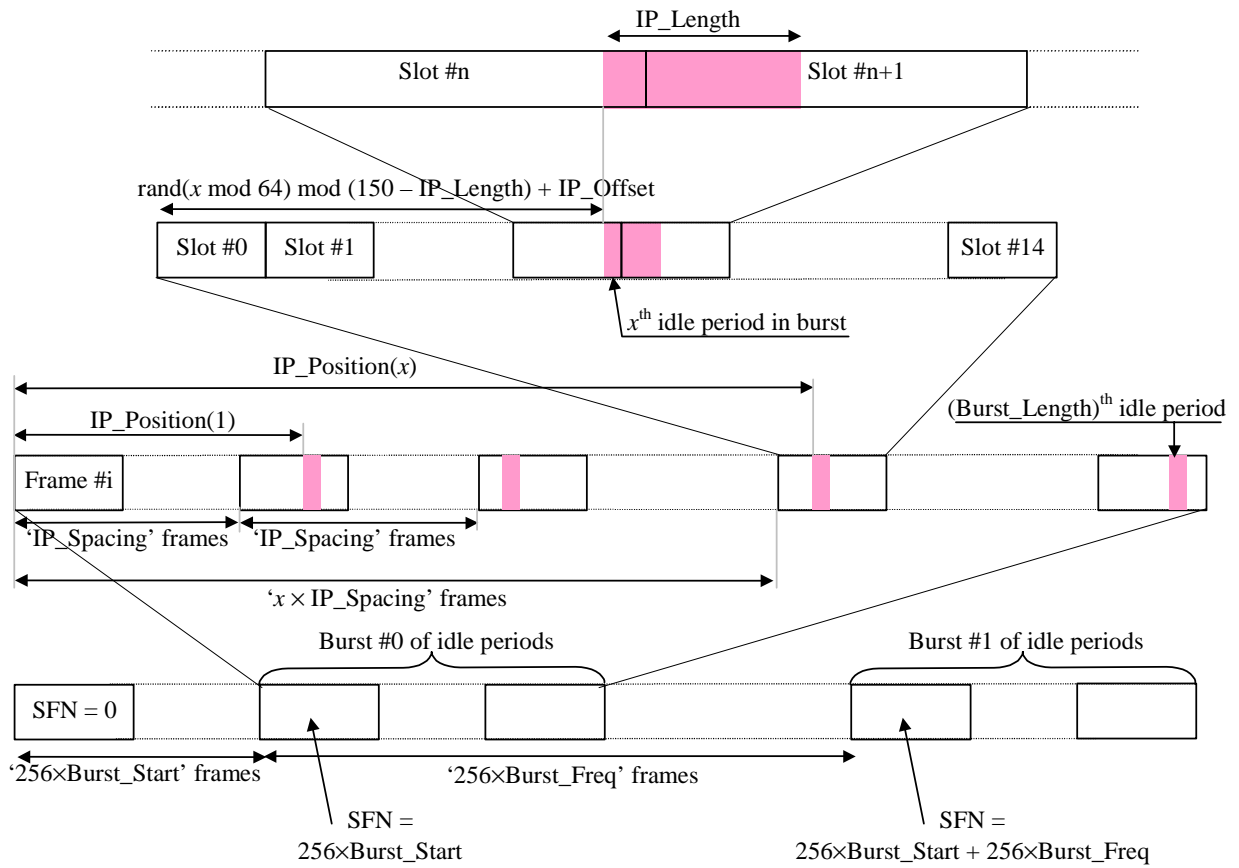 IP_Length
Slot #n
Slot #n+1
rand(x mod 64) mod (150 – IP_Length) + IP_Offset
Slot #0
Slot #1
Slot #14
xth idle period in burst
IP_Position(x)
IP_Position(1)
(Burst_Length)th idle period
Frame #i
‘IP_Spacing’ frames
‘IP_Spacing’ frames
‘x × IP_Spacing’ frames
Burst #0 of idle periods
Burst #1 of idle periods
SFN = 0
‘256×Burst_Start’ frames
‘256×Burst_Freq’ frames
SFN =
256×Burst_Start
SFN =
256×Burst_Start + 256×Burst_Freq